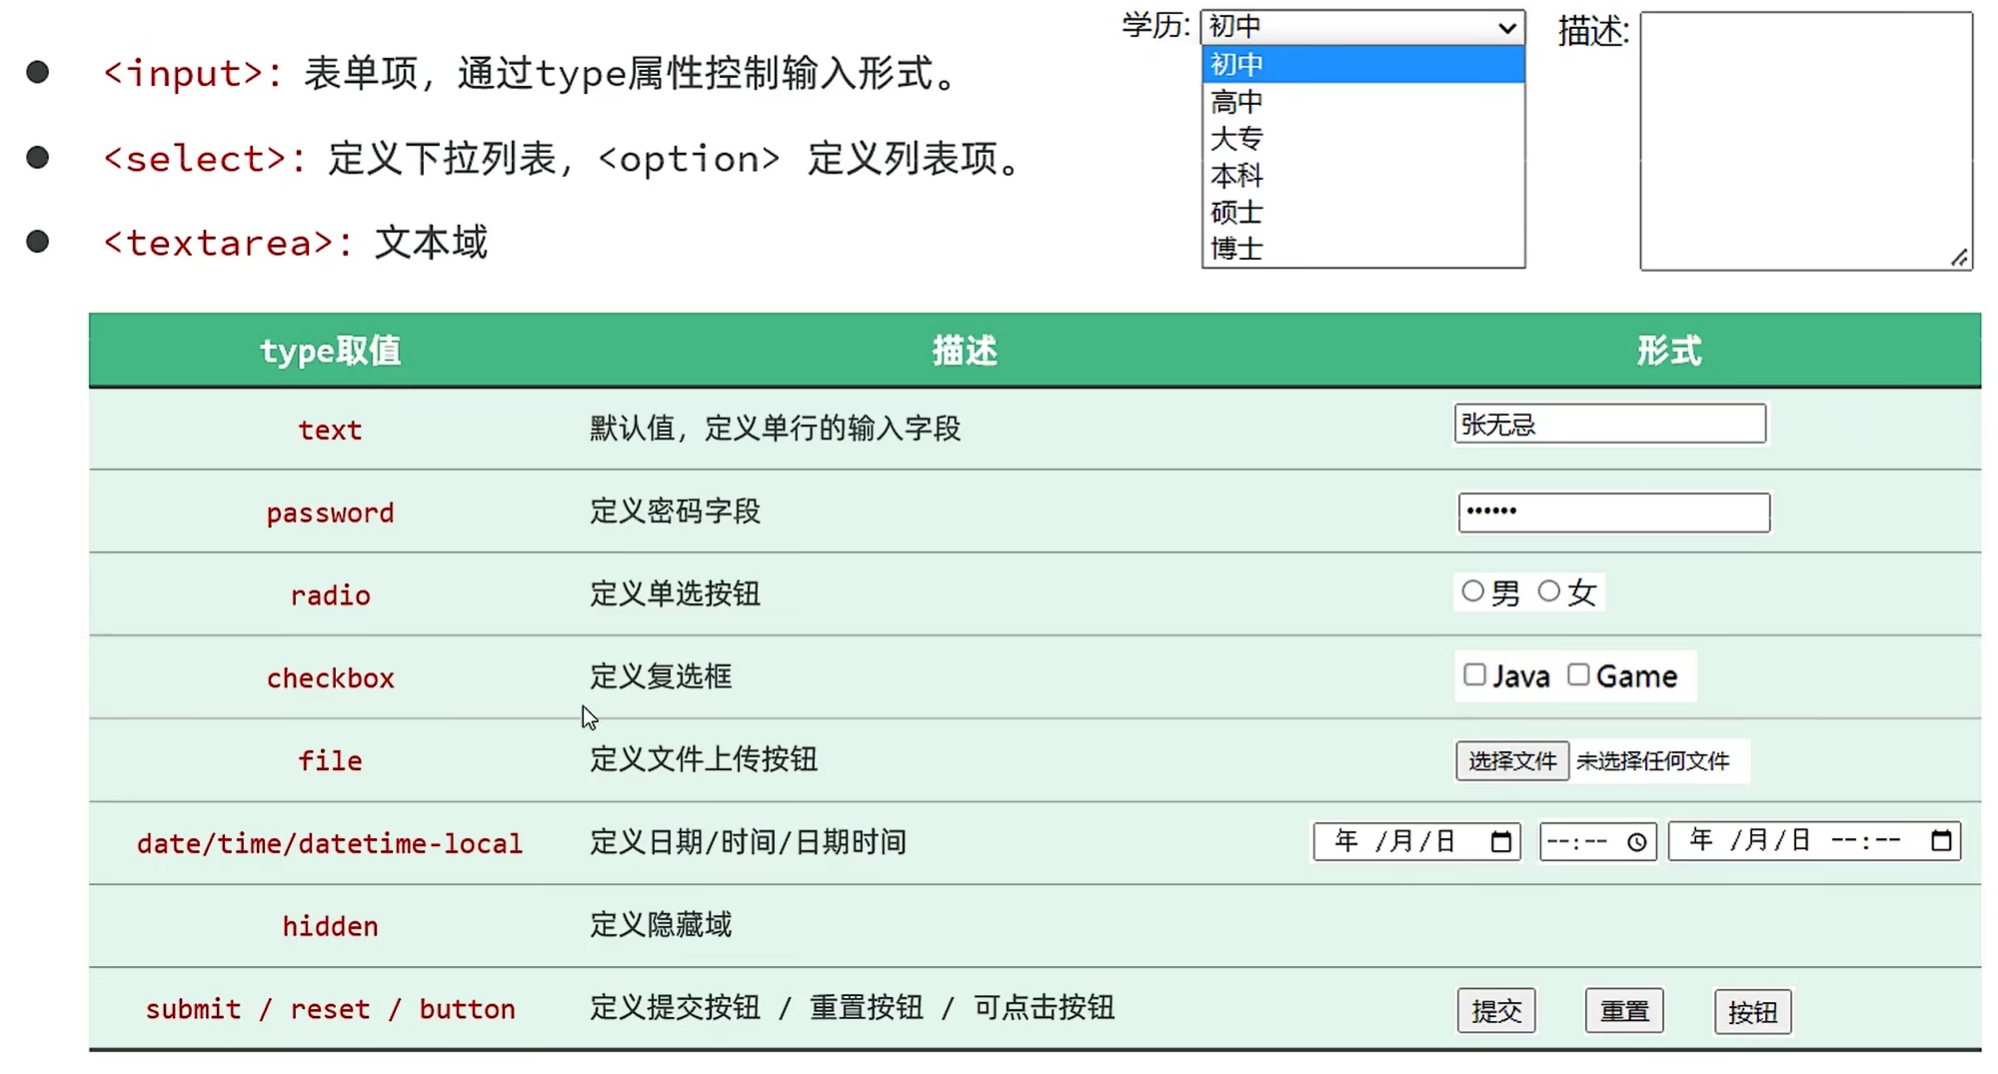 <input>: 表单项，通过type属性控制输入形式。
<select>: 定义下拉列表，<option> 定义列表项。
<textarea>: 文本域
学历: 初中
初中
高中
大专
本科
硕士
博士
描述:
type取值 描述 形式
text 默认值，定义单行的输入字段 张无忌
password 定义密码字段 ••••••
radio 定义单选按钮 男 女
checkbox 定义复选框 Java Game
file 定义文件上传按钮 选择文件 未选择任何文件
date/time/datetime-local 定义日期/时间/日期时间 年 /月/日 --:-- 年 /月/日 --:--
hidden 定义隐藏域
submit / reset / button 定义提交按钮 / 重置按钮 / 可点击按钮 提交 重置 按钮